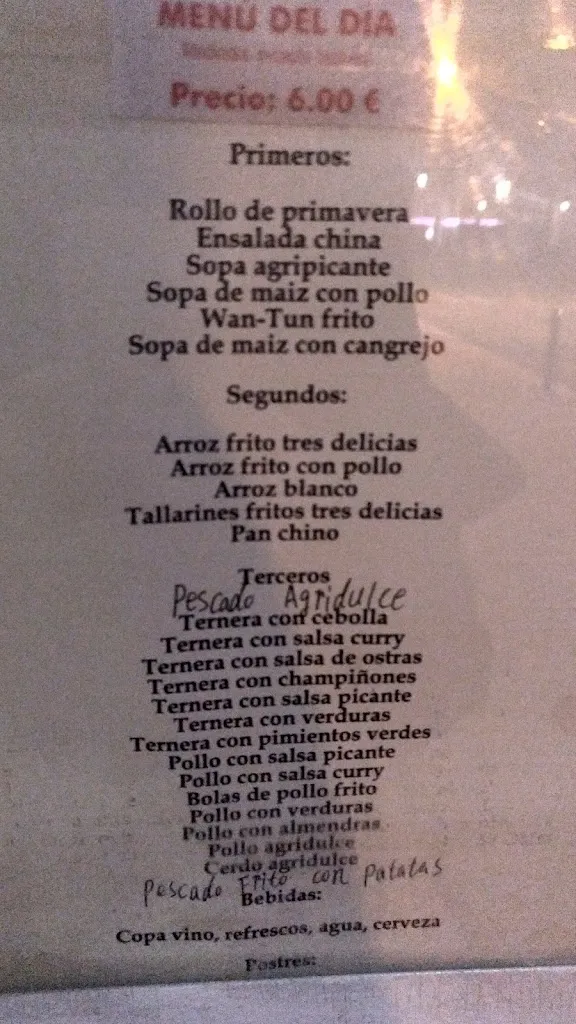 MENÚ DEL DÍA
Precio: 6.00 €
Primeros:
Rollo de primavera
Ensalada china
Sopa agripicante
Sopa de maiz con pollo
Wan-Tun frito
Sopa de maiz con cangrejo
Segundos:
Arroz frito tres delicias
Arroz frito con pollo
Arroz blanco
Tallarines fritos tres delicias
Pan chino
Terceros
Pescado Agridulce
Ternera con cebolla
Ternera con salsa curry
Ternera con salsa de ostras
Ternera con champiñones
Ternera con salsa picante
Ternera con verduras
Ternera con pimientos verdes
Pollo con salsa picante
Pollo con salsa curry
Bolas de pollo frito
Pollo con verduras
Pollo con almendras
Pollo agridulce
Cerdo agridulce
Pescado Frito con Patatas
Bebidas:
Copa vino, refrescos, agua, cerveza
Postres: